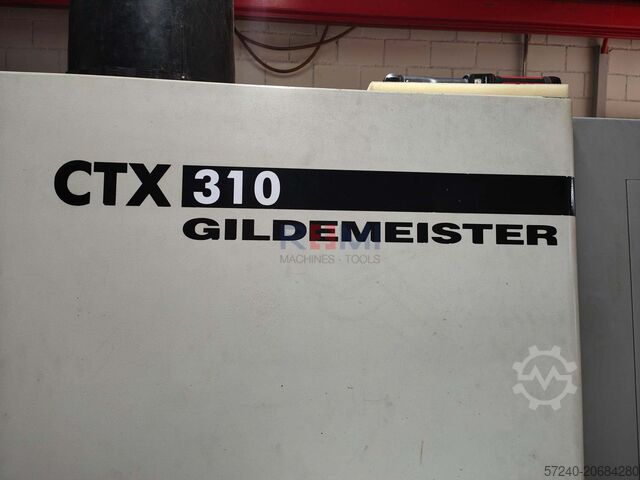 CTX 310
GILDEMEISTER
RAMI
MACHINES - TOOLS
57240-20684280